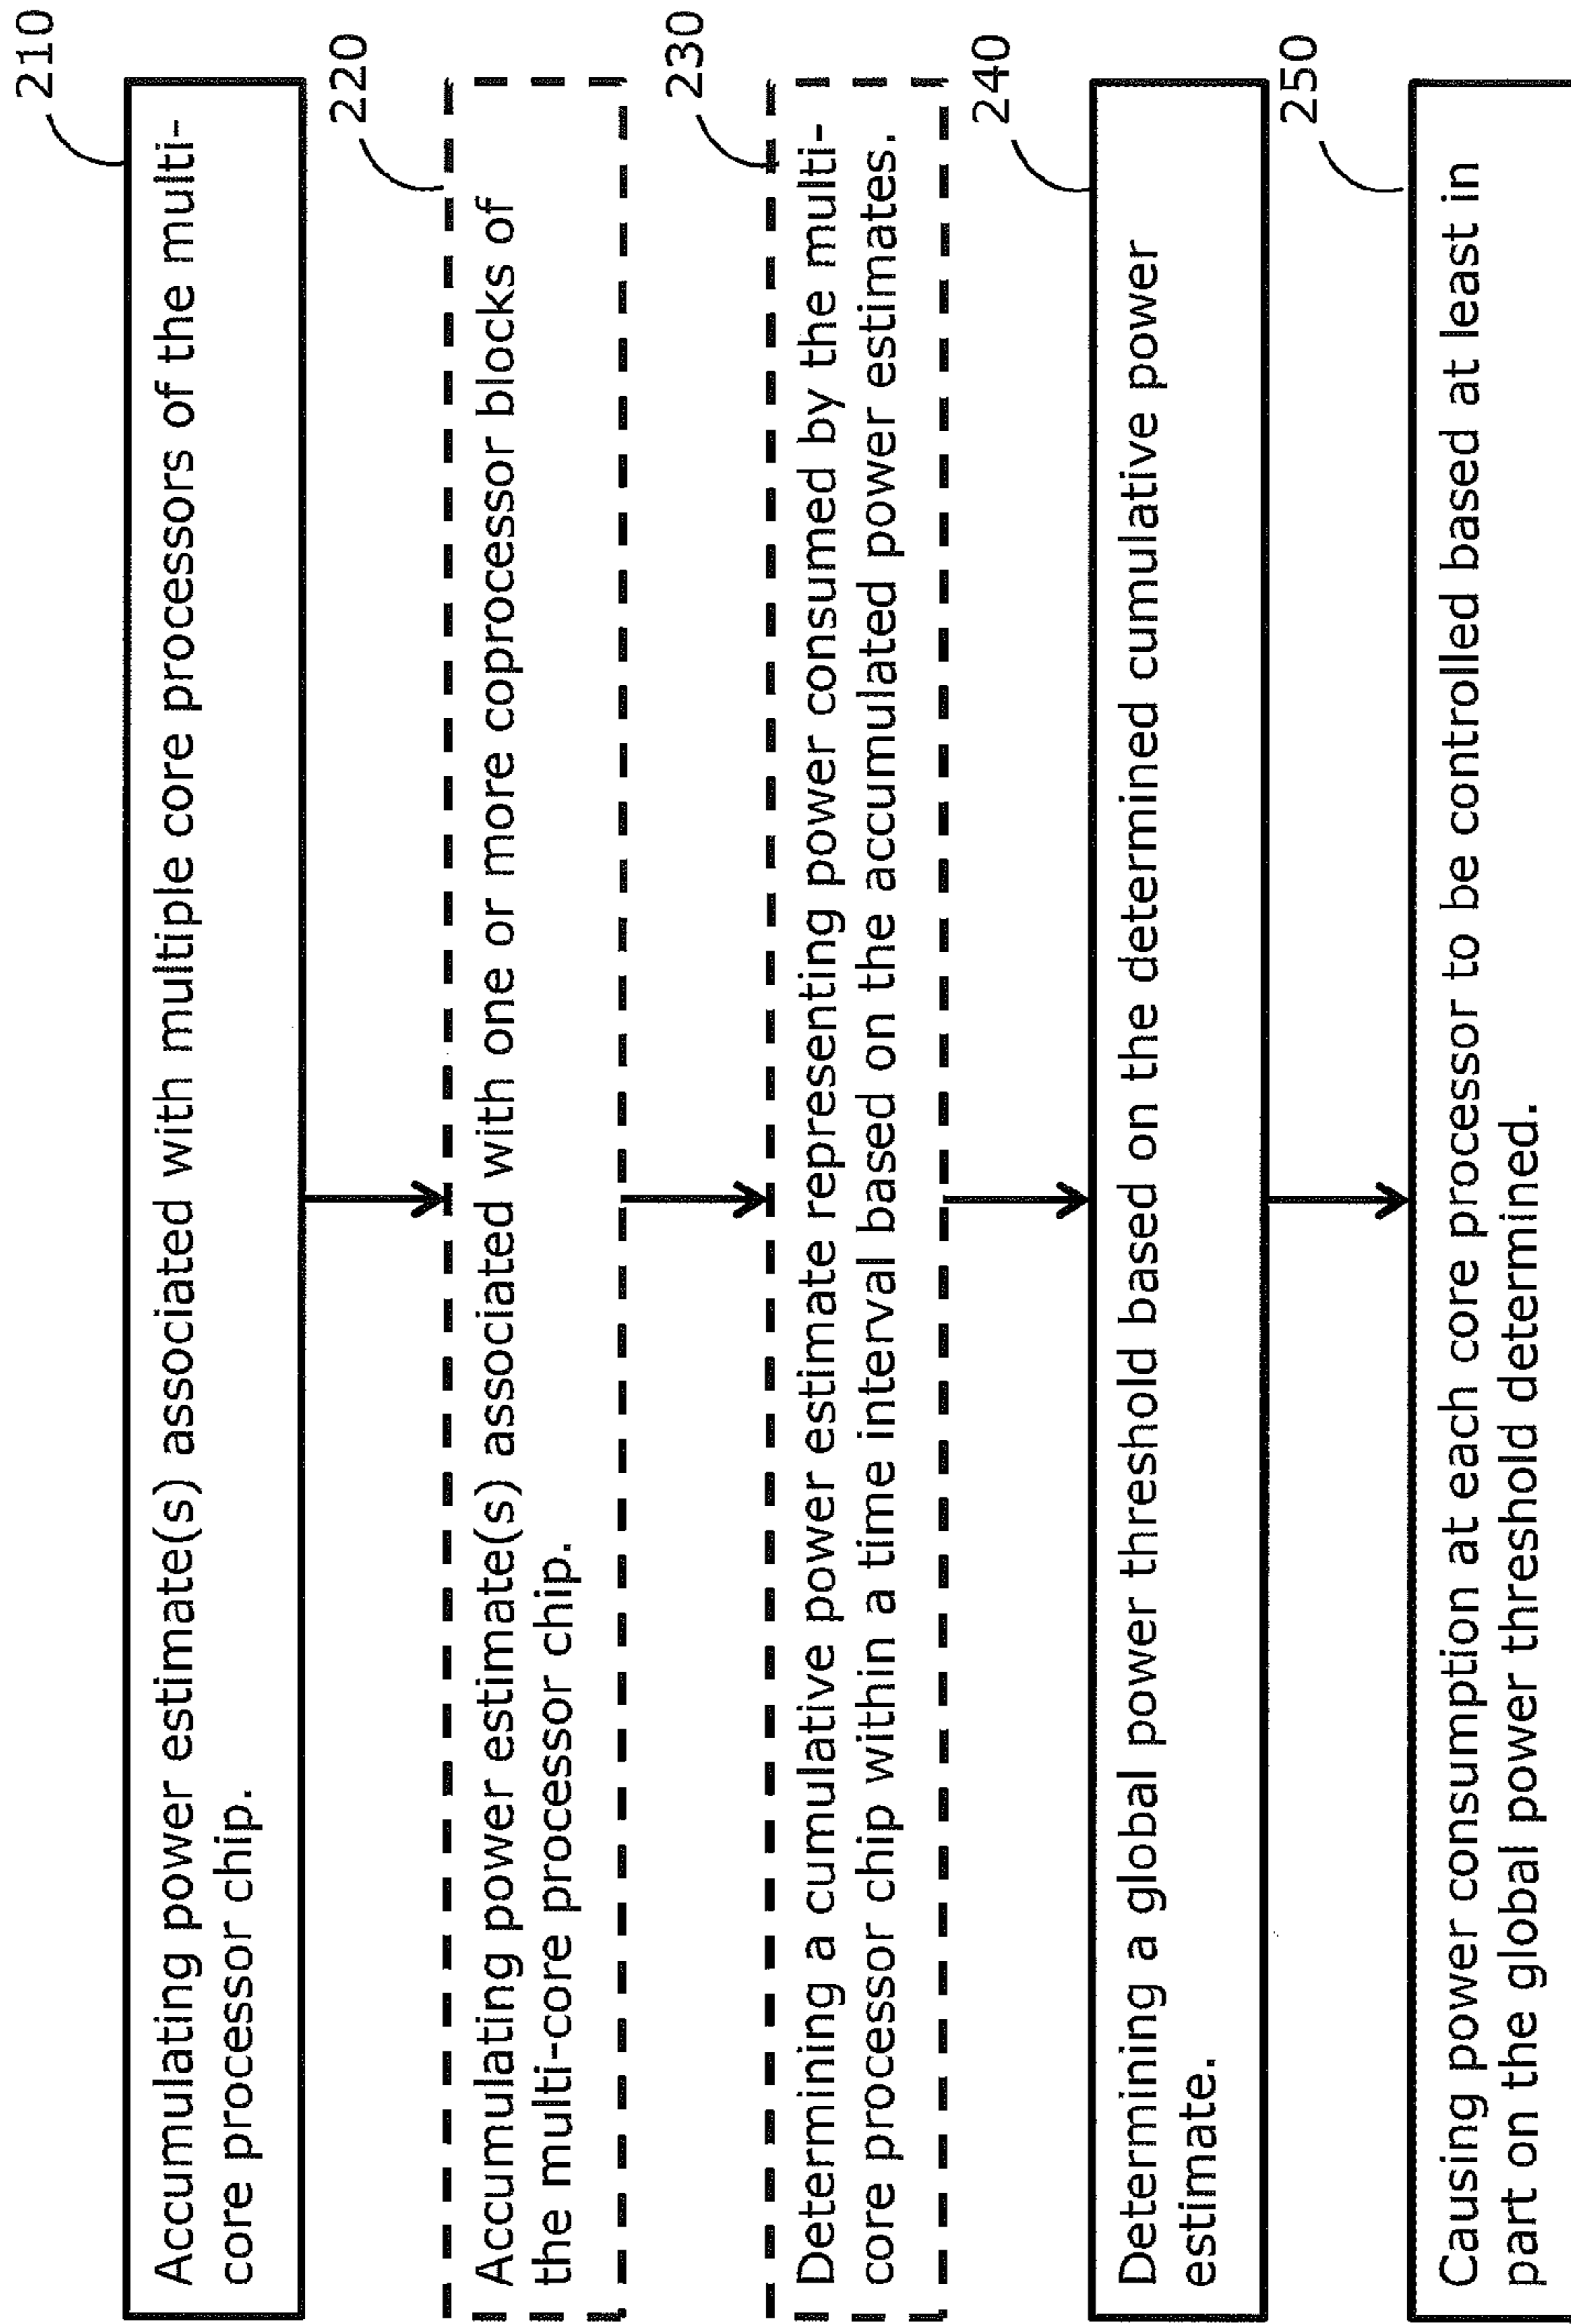 210
Accumulating power estimate(s) associated with multiple core processors of the multi-
core processor chip.
220
Accumulating power estimate(s) associated with one or more coprocessor blocks of
the multi-core processor chip.
230
Determining a cumulative power estimate representing power consumed by the multi-
core processor chip within a time interval based on the accumulated power estimates.
240
Determining a global power threshold based on the determined cumulative power
estimate.
250
Causing power consumption at each core processor to be controlled based at least in
part on the global power threshold determined.